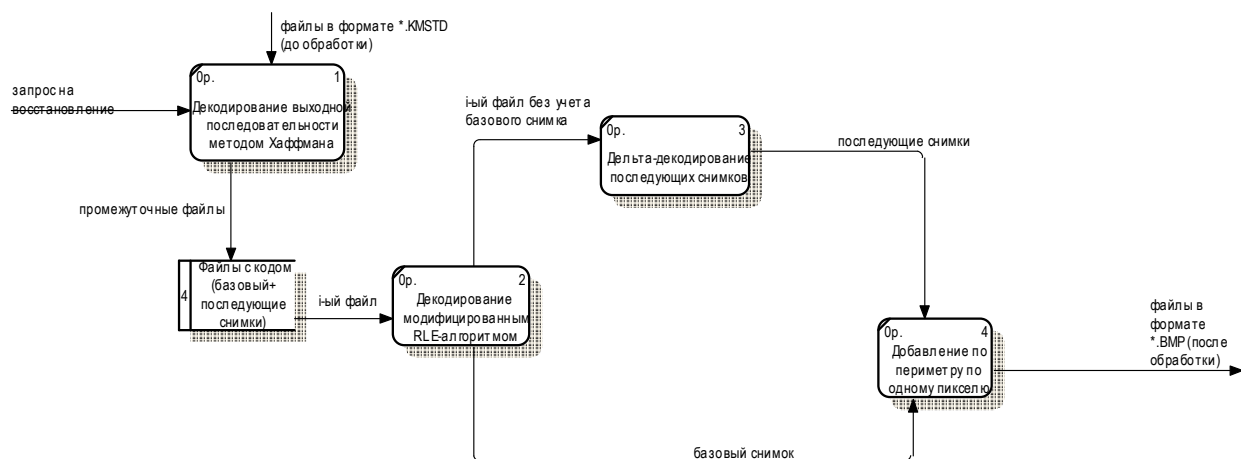 файлы в формате *.KMSTD
(до обработки)
запрос на
восстановление
0р.
1
Декодирование выходной
последовательности
методом Хаффмана
i-ый файл без учета
базового снимка
0р.
3
Дельта-декодирование
последующих снимков
последующие снимки
промежуточные файлы
4
Файлы с кодом
(базовый+
последующие
снимки)
i-ый файл
0р.
2
Декодирование
модифицированным
RLE-алгоритмом
0р.
4
Добавление по
периметру по
одному пикселю
файлы в
формате
*.BMP (после
обработки)
базовый снимок